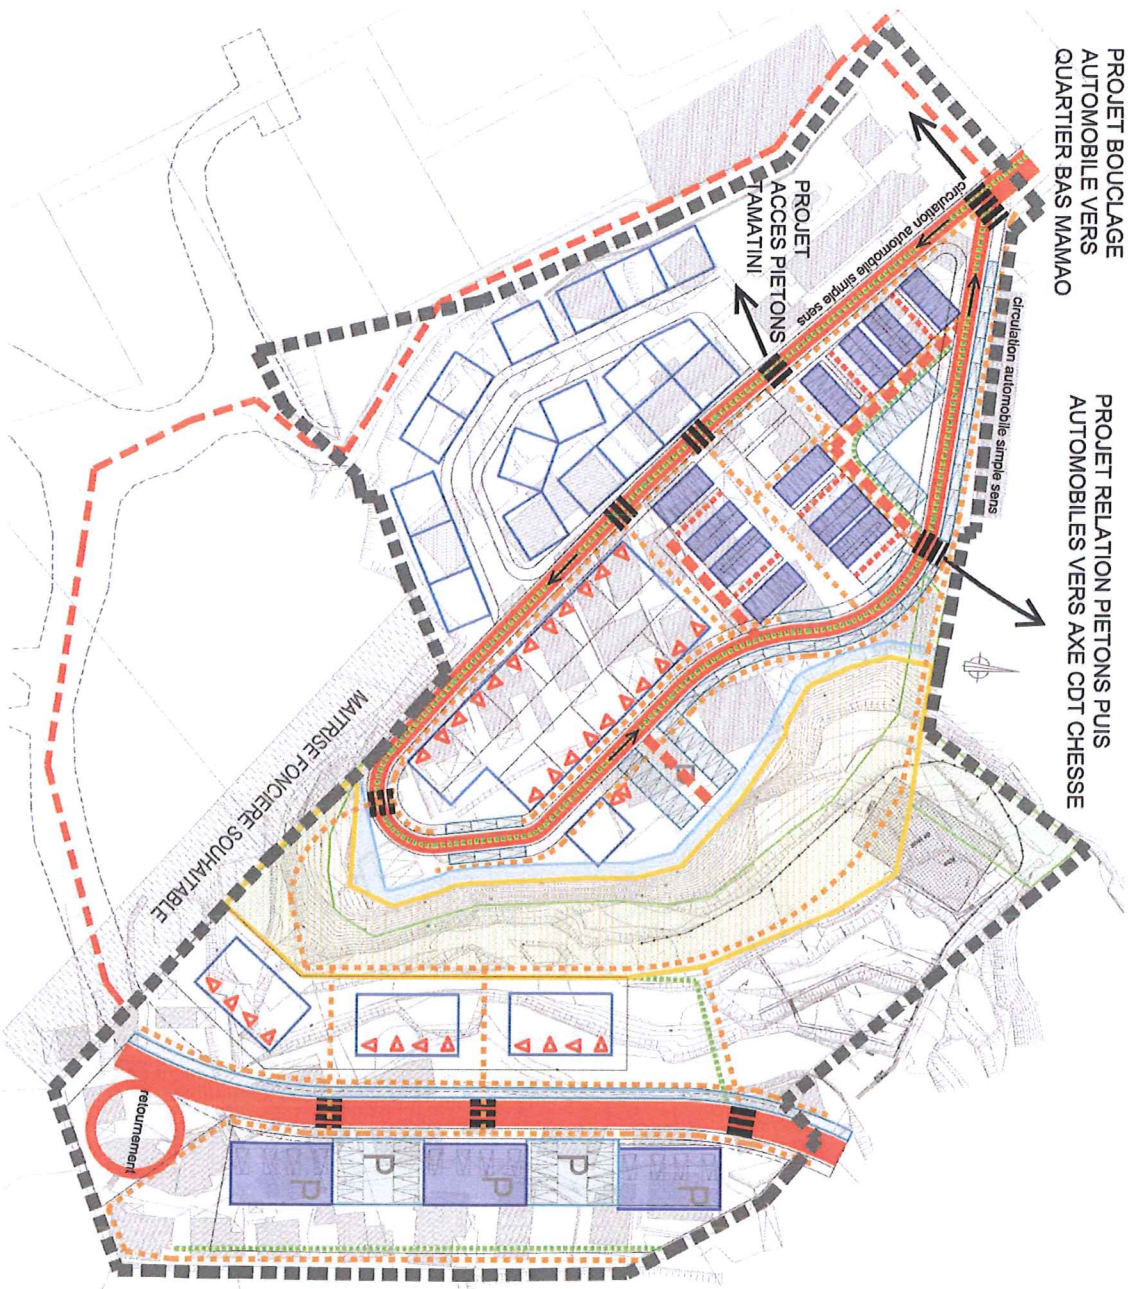 PROJET BOUCLAGE
AUTOMOBILE VERS
QUARTIER BAS MAMAO
PROJET RELATION PIETONS PUIS
AUTOMOBILES VERS AXE CDT CHESSE
PROJET
ACCES PIETONS
TAMATINI
circulation automobile simple sens
circulation automobile simple sens
MAITRISE FONCIERE SOUHAITABLE
retournement
P
P
P
P
P